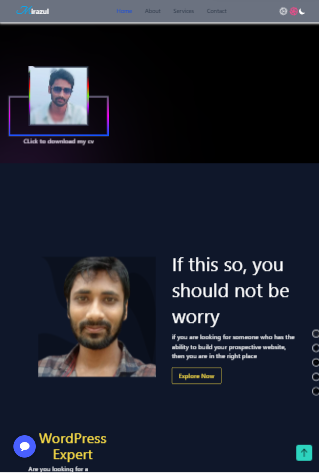 Irazul
Home About Services Contact
CLick to download my cv
If this so, you
should not be
worry
if you are looking for someone who has the
ability to build your prospective website,
then you are in the right place
Explore Now
WordPress
Expert
Are you looking for a